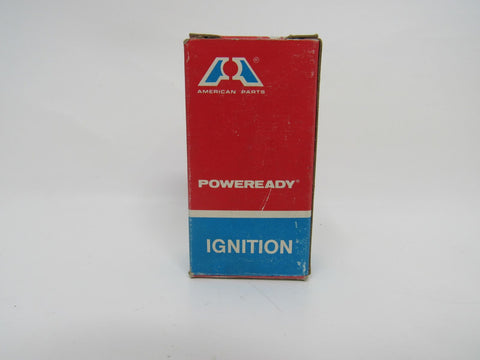 ®
AMERICAN PARTS
POWEREADY®
IGNITION